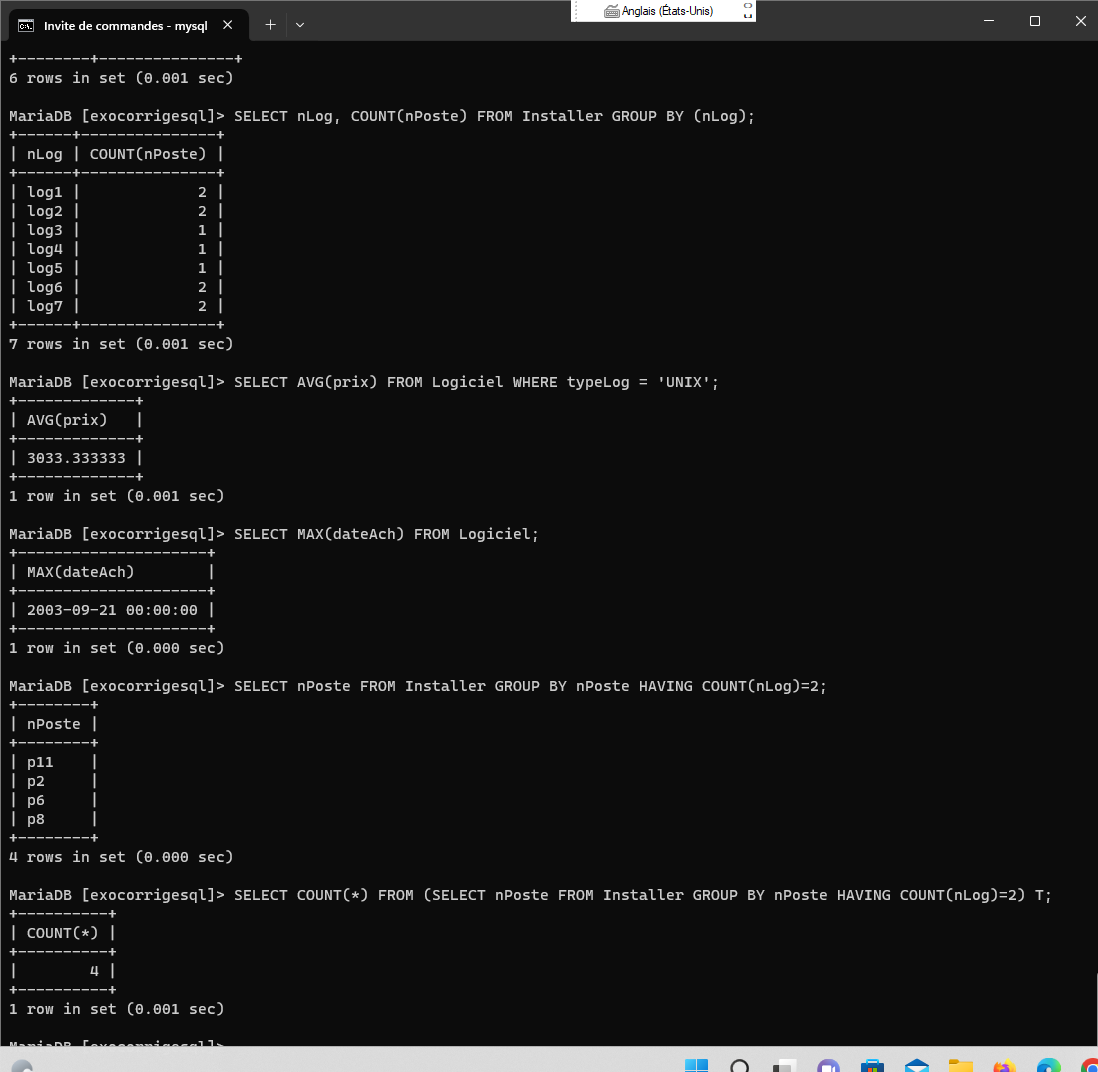 Invite de commandes - mysql
Anglais (États-Unis)
+--------+---------------+
6 rows in set (0.001 sec)
MariaDB [exocorrigesql]> SELECT nLog, COUNT(nPoste) FROM Installer GROUP BY (nLog);
+------+---------------+
| nLog | COUNT(nPoste) |
+------+---------------+
| log1 |             2 |
| log2 |             2 |
| log3 |             1 |
| log4 |             1 |
| log5 |             1 |
| log6 |             2 |
| log7 |             2 |
+------+---------------+
7 rows in set (0.001 sec)
MariaDB [exocorrigesql]> SELECT AVG(prix) FROM Logiciel WHERE typeLog = 'UNIX';
+-------------+
| AVG(prix)   |
+-------------+
| 3033.333333 |
+-------------+
1 row in set (0.001 sec)
MariaDB [exocorrigesql]> SELECT MAX(dateAch) FROM Logiciel;
+---------------------+
| MAX(dateAch)        |
+---------------------+
| 2003-09-21 00:00:00 |
+---------------------+
1 row in set (0.000 sec)
MariaDB [exocorrigesql]> SELECT nPoste FROM Installer GROUP BY nPoste HAVING COUNT(nLog)=2;
+--------+
| nPoste |
+--------+
| p11    |
| p2     |
| p6     |
| p8     |
+--------+
4 rows in set (0.000 sec)
MariaDB [exocorrigesql]> SELECT COUNT(*) FROM (SELECT nPoste FROM Installer GROUP BY nPoste HAVING COUNT(nLog)=2) T;
+----------+
| COUNT(*) |
+----------+
|        4 |
+----------+
1 row in set (0.001 sec)
MariaDB [exocorrigesql]>